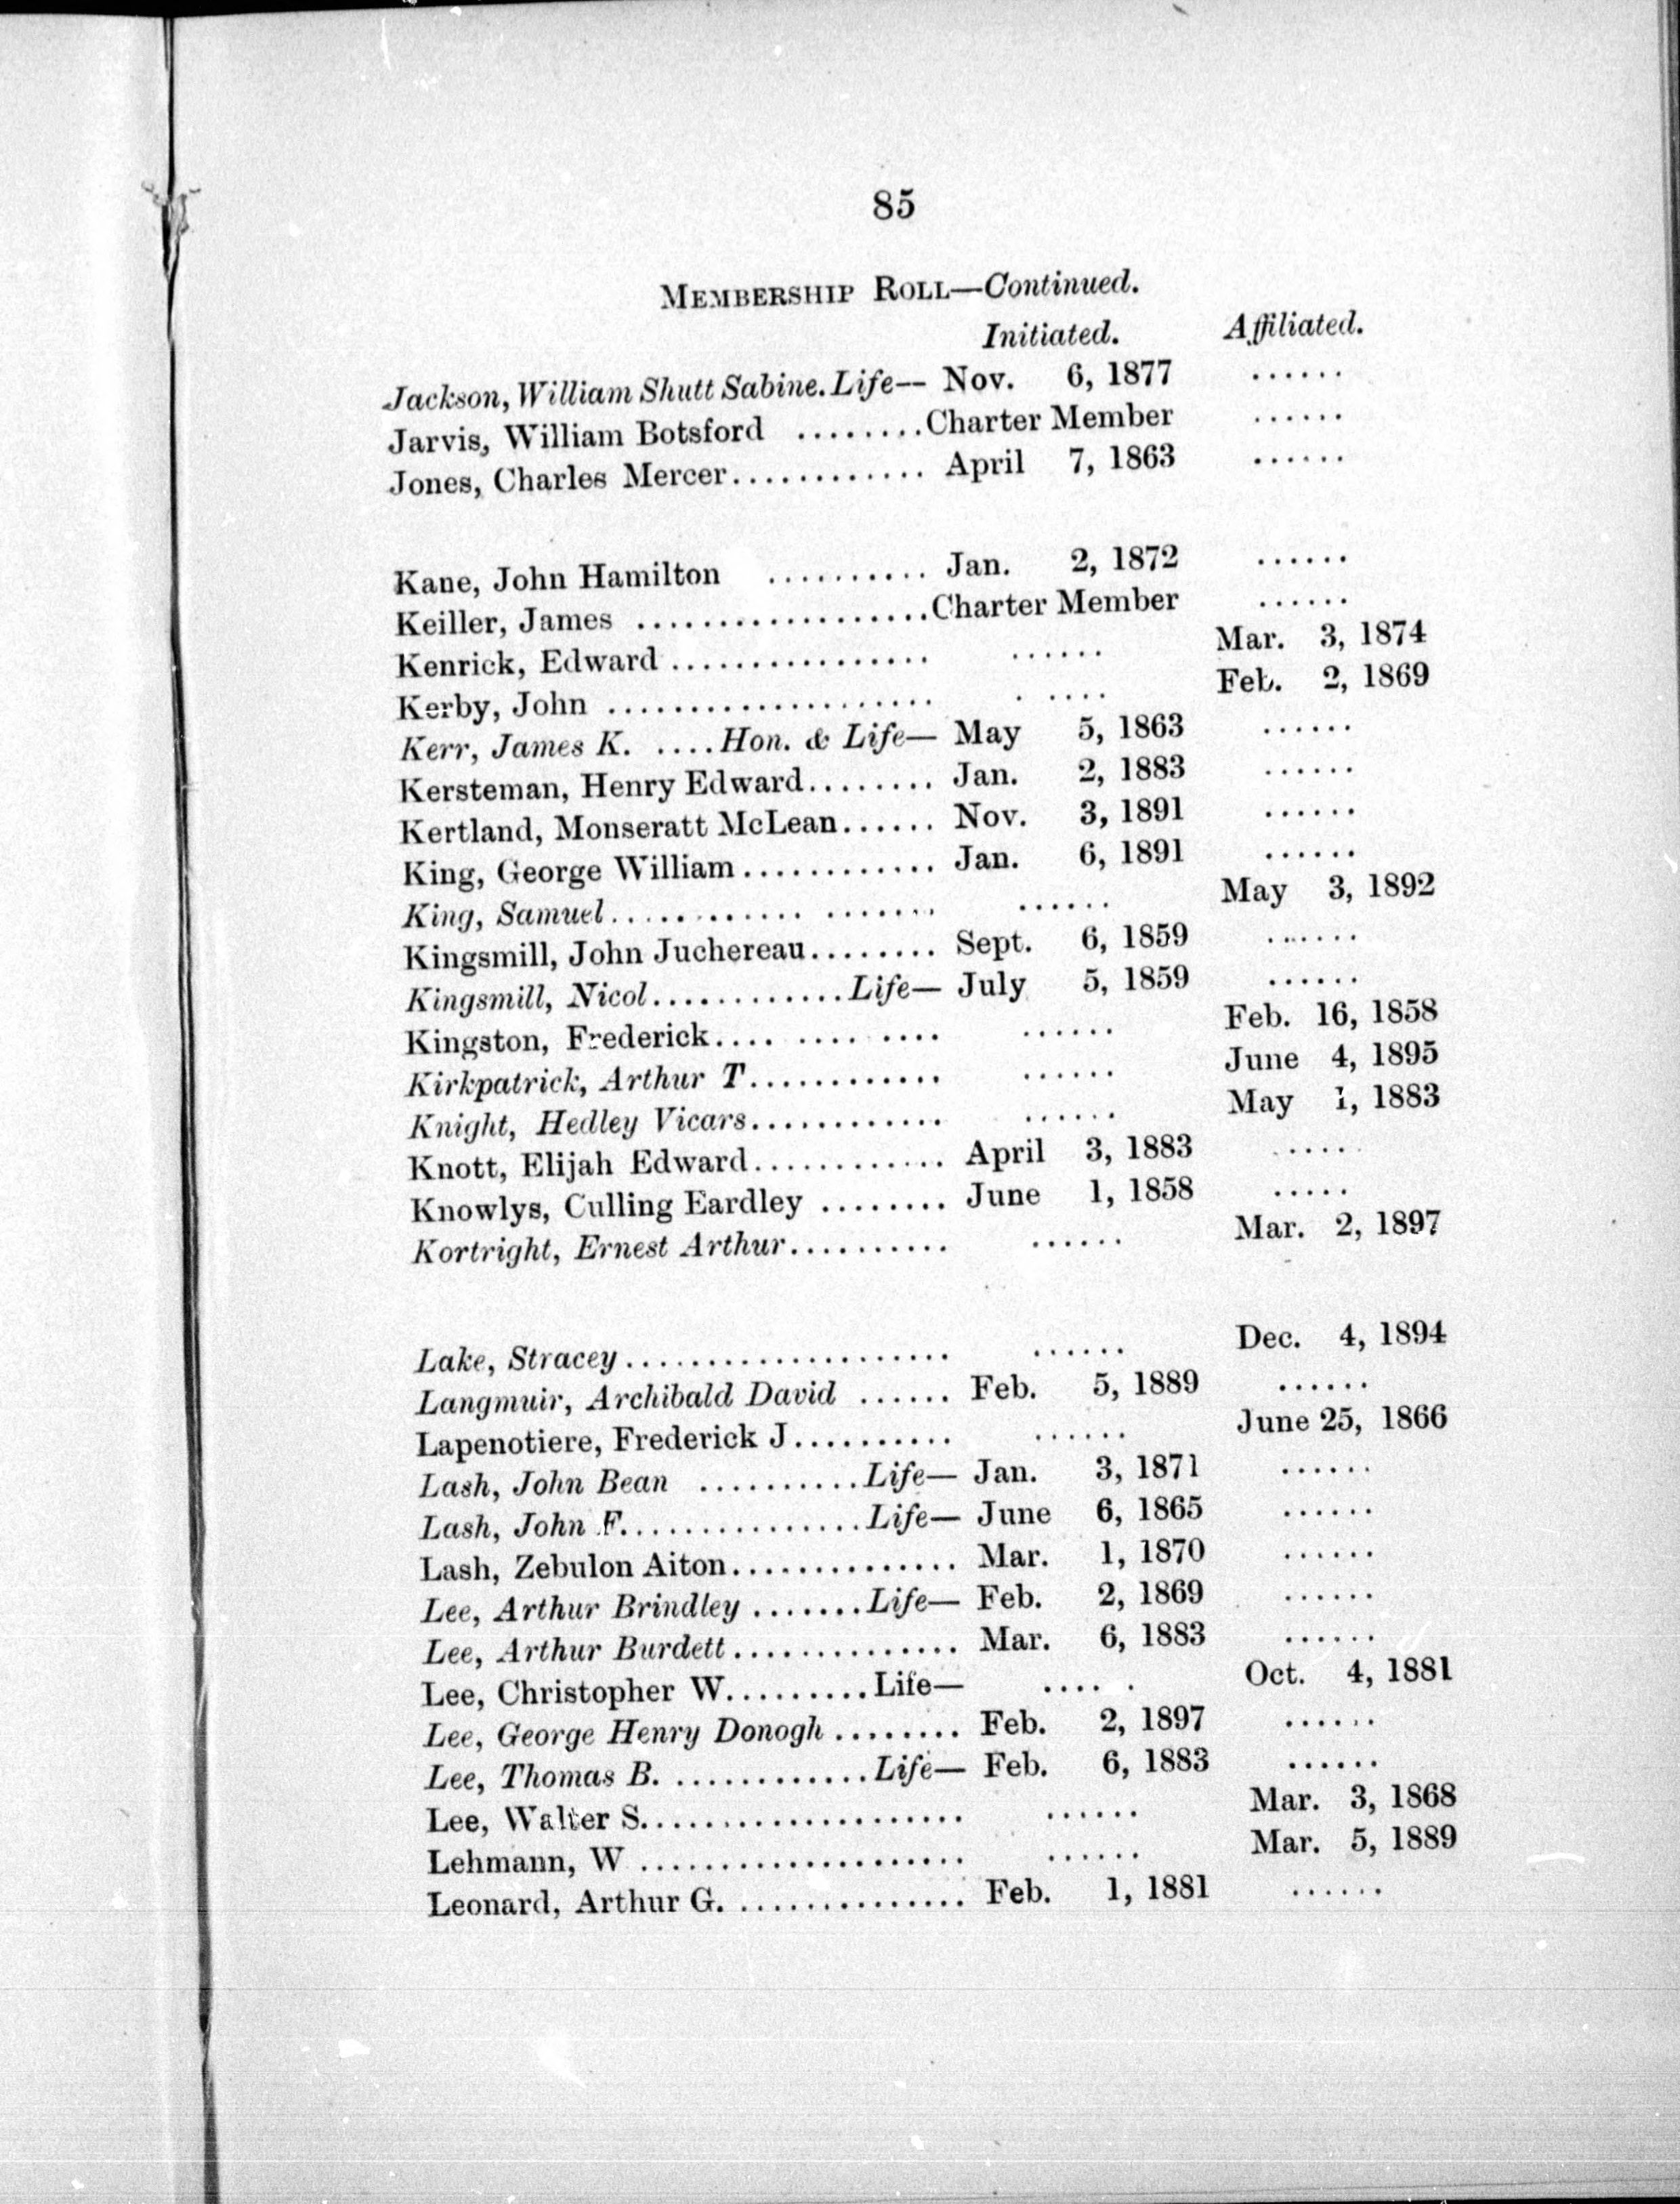 85
MEMBERSHIP ROLL—Continued.
Initiated. Affiliated.
Jackson, William Shutt Sabine. Life— Nov. 6, 1877 ......
Jarvis, William Botsford ........Charter Member ......
Jones, Charles Mercer............ April 7, 1863 ......
Kane, John Hamilton .......... Jan. 2, 1872 ......
Keiller, James ..................Charter Member ......
Kenrick, Edward ................ ...... Mar. 3, 1874
Kerby, John .................... ..... Feb. 2, 1869
Kerr, James K. ....Hon. & Life— May 5, 1863 ......
Kersteman, Henry Edward........ Jan. 2, 1883 ......
Kertland, Monseratt McLean...... Nov. 3, 1891 ......
King, George William............ Jan. 6, 1891 ......
King, Samuel............ ....... ...... May 3, 1892
Kingsmill, John Juchereau........ Sept. 6, 1859 ......
Kingsmill, Nicol............Life— July 5, 1859 ......
Kingston, Frederick.... .... .... ...... Feb. 16, 1858
Kirkpatrick, Arthur T............ ...... June 4, 1895
Knight, Hedley Vicars............ ...... May 1, 1883
Knott, Elijah Edward............ April 3, 1883 .....
Knowlys, Culling Eardley ........ June 1, 1858 .....
Kortright, Ernest Arthur.......... ...... Mar. 2, 1897
Lake, Stracey.................... ...... Dec. 4, 1894
Langmuir, Archibald David ...... Feb. 5, 1889 ......
Lapenotiere, Frederick J.......... ...... June 25, 1866
Lash, John Bean ..........Life— Jan. 3, 1871 ......
Lash, John F...............Life— June 6, 1865 ......
Lash, Zebulon Aiton.............. Mar. 1, 1870 ......
Lee, Arthur Brindley .......Life— Feb. 2, 1869 ......
Lee, Arthur Burdett.............. Mar. 6, 1883 ......
Lee, Christopher W.........Life— .... . Oct. 4, 1881
Lee, George Henry Donogh ........ Feb. 2, 1897 ......
Lee, Thomas B. ............Life— Feb. 6, 1883 ......
Lee, Walter S.................... ...... Mar. 3, 1868
Lehmann, W .................... ...... Mar. 5, 1889
Leonard, Arthur G. .............. Feb. 1, 1881 ......